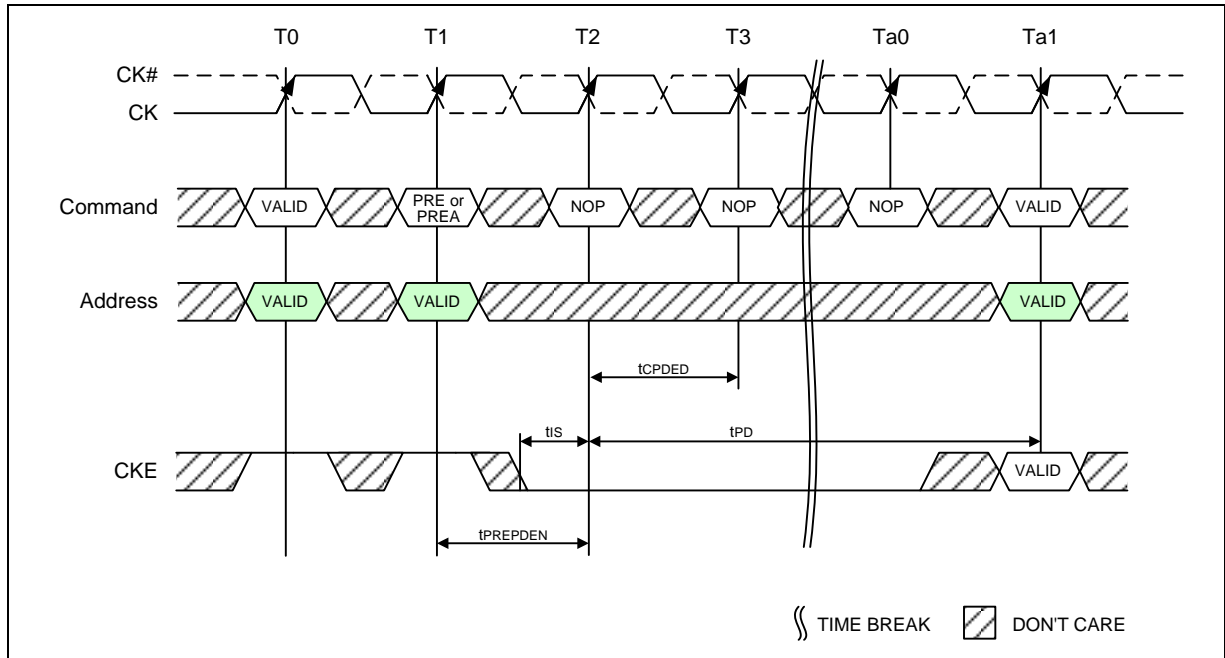 T0 T1 T2 T3 Ta0 Ta1
CK#
CK
Command VALID PRE or PREA NOP NOP NOP VALID
Address VALID VALID VALID
tCPDED
tIS tPD
CKE VALID
tPREPDEN
TIME BREAK DON'T CARE